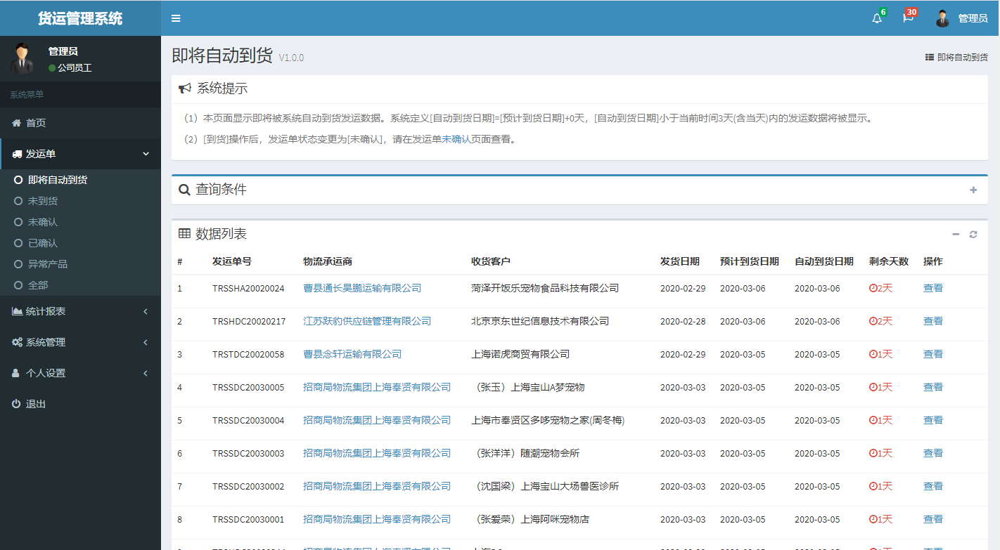 货运管理系统
6
30
管理员
管理员
公司员工
系统菜单
首页
发运单
即将自动到货
未到货
未确认
已确认
异常产品
全部
统计报表
系统管理
个人设置
退出
即将自动到货 V1.0.0
即将自动到货
系统提示
（1）本页面显示即将被系统自动到货发运数据。系统定义[自动到货日期]=[预计到货日期]+0天，[自动到货日期]小于当前时间3天(含当天)内的发运数据将被显示。
（2）[到货]操作后，发运单状态变更为[未确认]，请在发运单未确认页面查看。
查询条件
数据列表
# 发运单号 物流承运商 收货客户 发货日期 预计到货日期 自动到货日期 剩余天数 操作
1 TRSSHA20020024 曹县通长昊鹏运输有限公司 菏泽开饭乐宠物食品科技有限公司 2020-02-29 2020-03-06 2020-03-06 2天 查看
2 TRSHDC20020217 江苏跃豹供应链管理有限公司 北京京东世纪信息技术有限公司 2020-02-28 2020-03-06 2020-03-06 2天 查看
3 TRSTDC20020058 曹县念轩运输有限公司 上海诺虎商贸有限公司 2020-02-29 2020-03-05 2020-03-05 1天 查看
4 TRSSDC20030005 招商局物流集团上海奉贤有限公司 （张玉）上海宝山A梦宠物 2020-03-03 2020-03-05 2020-03-05 1天 查看
5 TRSSDC20030004 招商局物流集团上海奉贤有限公司 上海市奉贤区多哆宠物之家(周冬梅) 2020-03-03 2020-03-05 2020-03-05 1天 查看
6 TRSSDC20030003 招商局物流集团上海奉贤有限公司 （张洋洋）随潮宠物会所 2020-03-03 2020-03-05 2020-03-05 1天 查看
7 TRSSDC20030002 招商局物流集团上海奉贤有限公司 （沈国梁）上海宝山大场兽医诊所 2020-03-03 2020-03-05 2020-03-05 1天 查看
8 TRSSDC20030001 招商局物流集团上海奉贤有限公司 （张爱荣）上海阿咪宠物店 2020-03-03 2020-03-05 2020-03-05 1天 查看